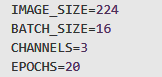 IMAGE_SIZE=224
BATCH_SIZE=16
CHANNELS=3
EPOCHS=20